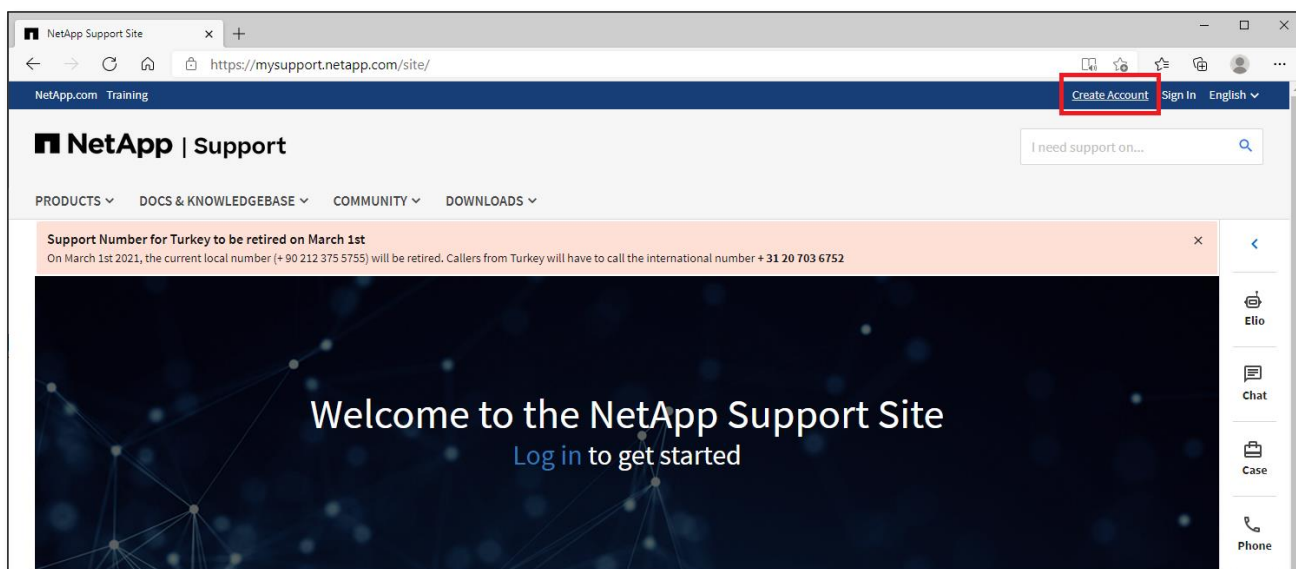 NetApp Support Site
https://mysupport.netapp.com/site/
NetApp.com Training Create Account Sign In English
NetApp | Support
I need support on...
PRODUCTS DOCS & KNOWLEDGEBASE COMMUNITY DOWNLOADS
Support Number for Turkey to be retired on March 1st
On March 1st 2021, the current local number (+ 90 212 375 5755) will be retired. Callers from Turkey will have to call the international number + 31 20 703 6752
Elio
Chat
Welcome to the NetApp Support Site
Log in to get started
Case
Phone